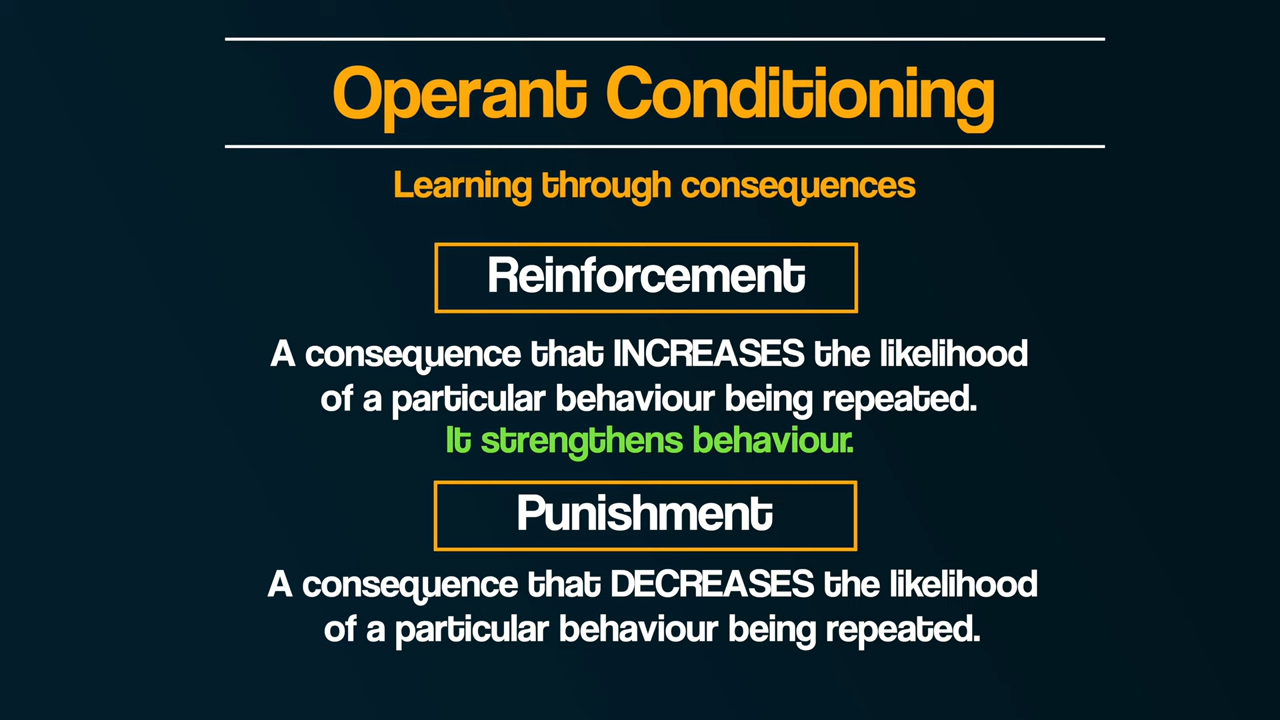 Operant Conditioning
Learning through consequences
Reinforcement
A consequence that INCREASES the likelihood
of a particular behaviour being repeated.
It strengthens behaviour.
Punishment
A consequence that DECREASES the likelihood
of a particular behaviour being repeated.